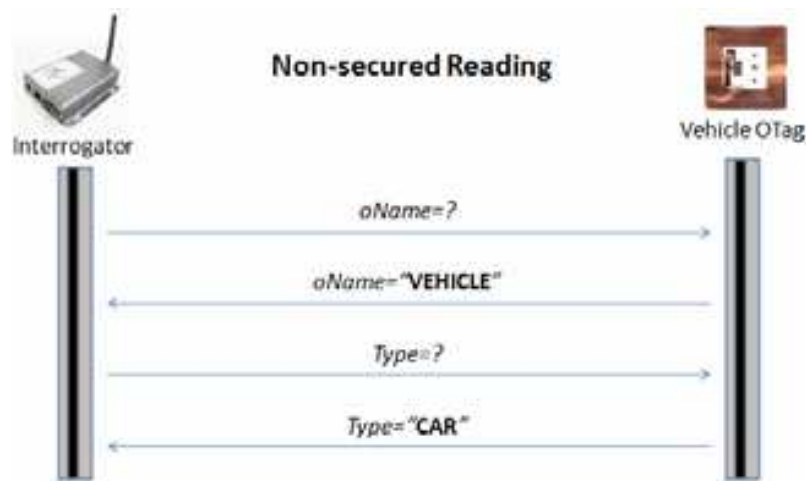 Non-secured Reading
Interrogator
Vehicle OTag
oName=?
oName="VEHICLE"
Type=?
Type="CAR"